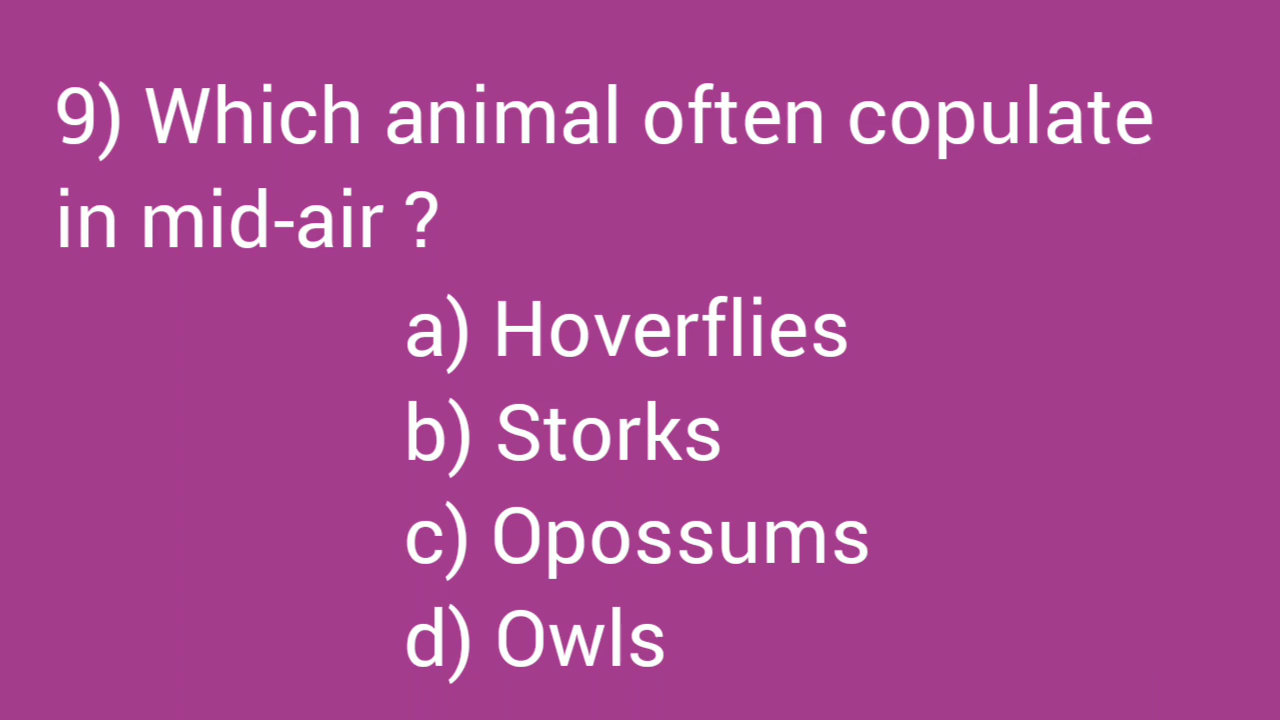 9) Which animal often copulate
in mid-air ?
a) Hoverflies
b) Storks
c) Opossums
d) Owls